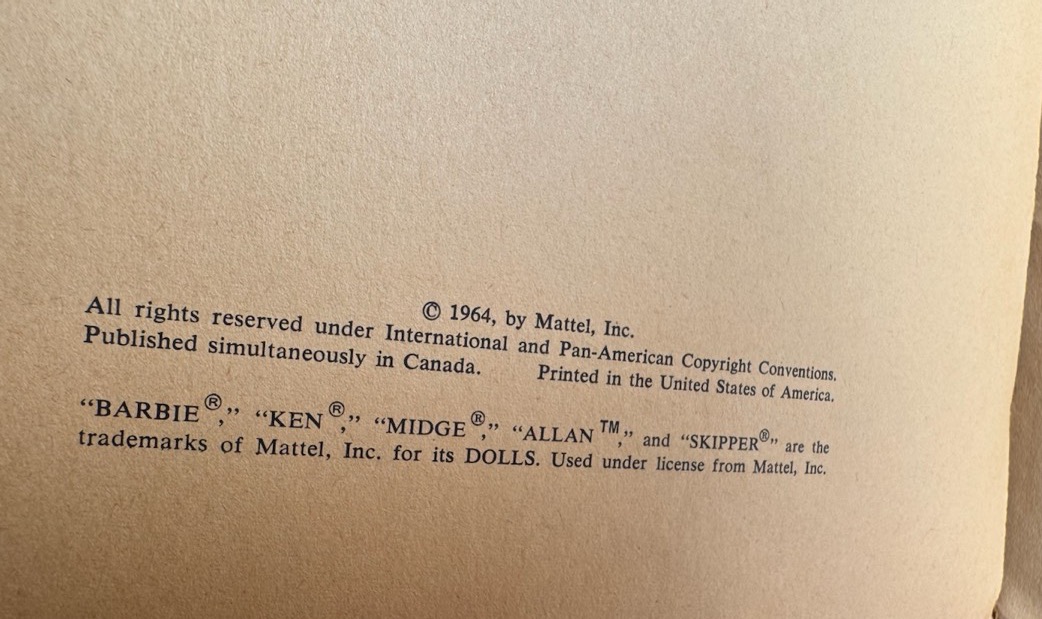 © 1964, by Mattel, Inc.
All rights reserved under International and Pan-American Copyright Conventions.
Published simultaneously in Canada. Printed in the United States of America.
“BARBIE®,” “KEN®,” “MIDGE®,” “ALLAN™,” and “SKIPPER®” are the
trademarks of Mattel, Inc. for its DOLLS. Used under license from Mattel, Inc.